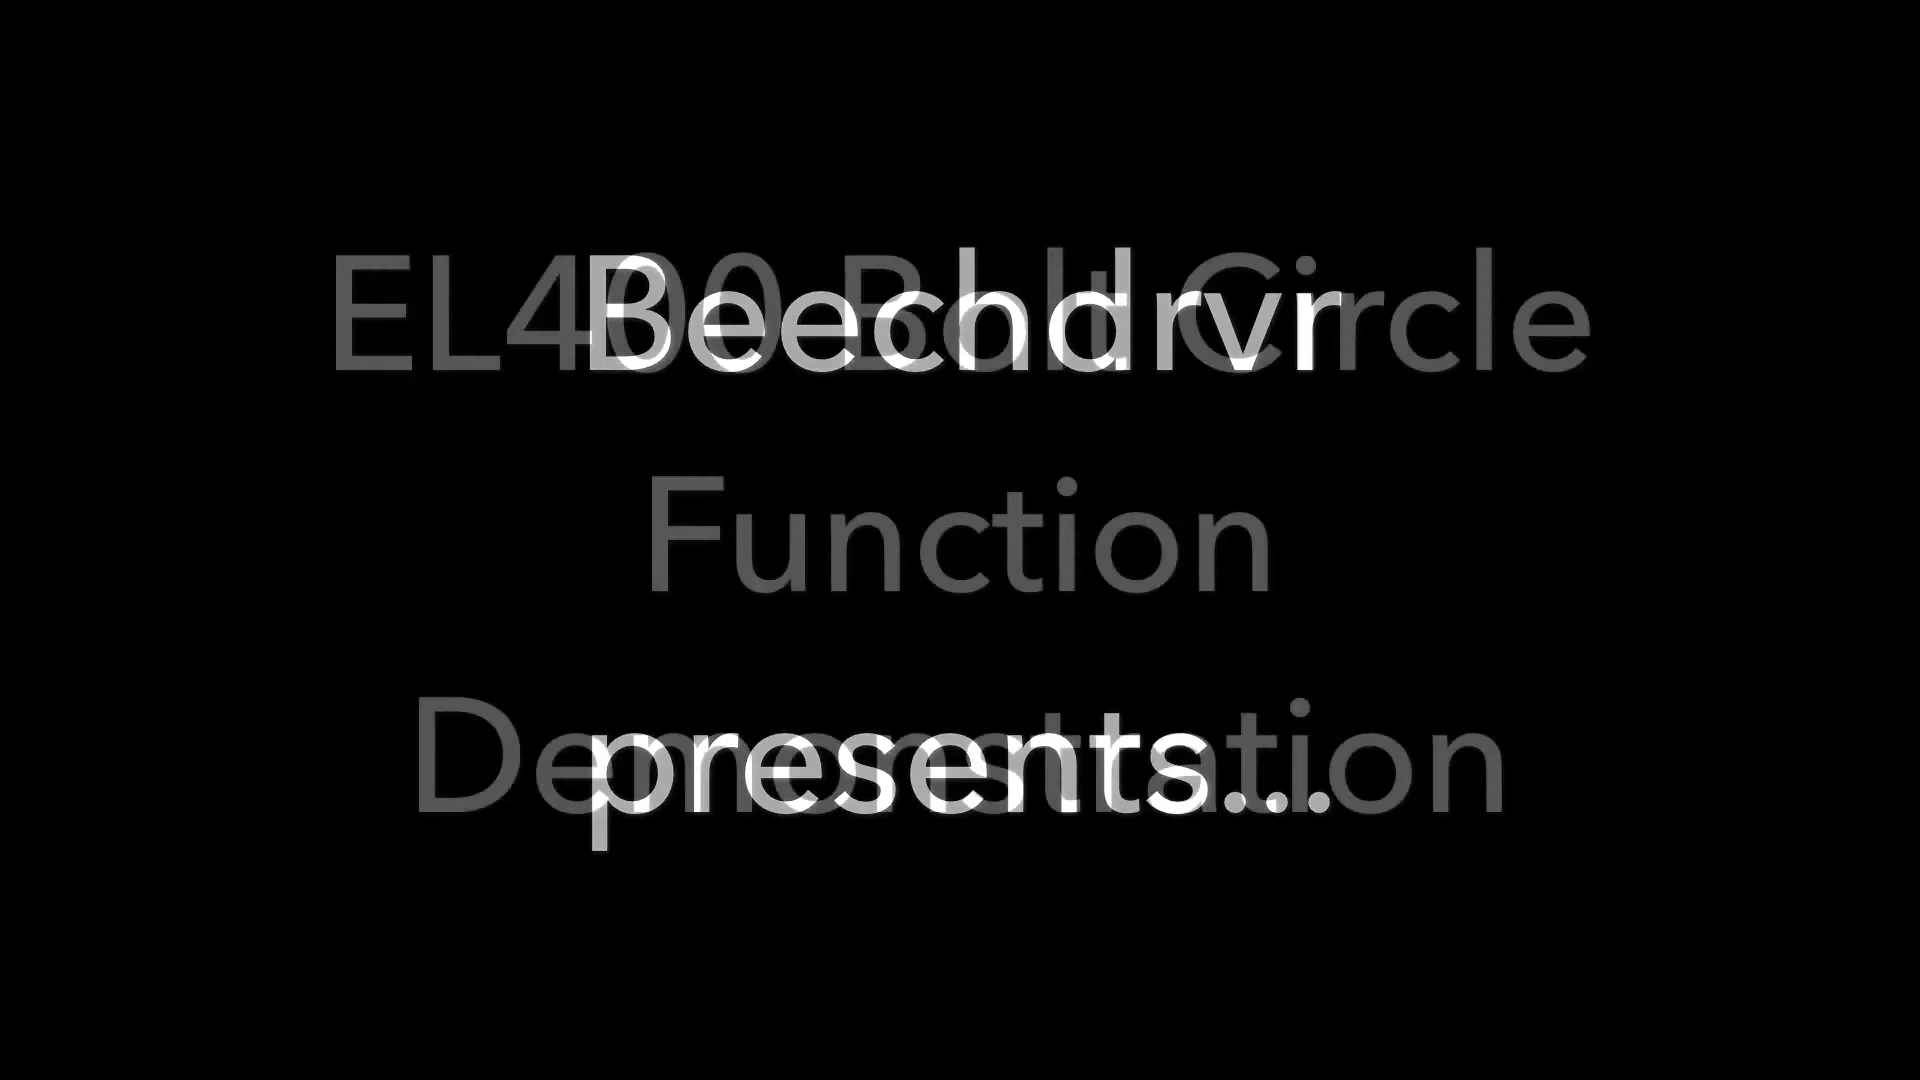 Beechdrvr
presents...
EL400 Bolt Circle
Function
Demonstration